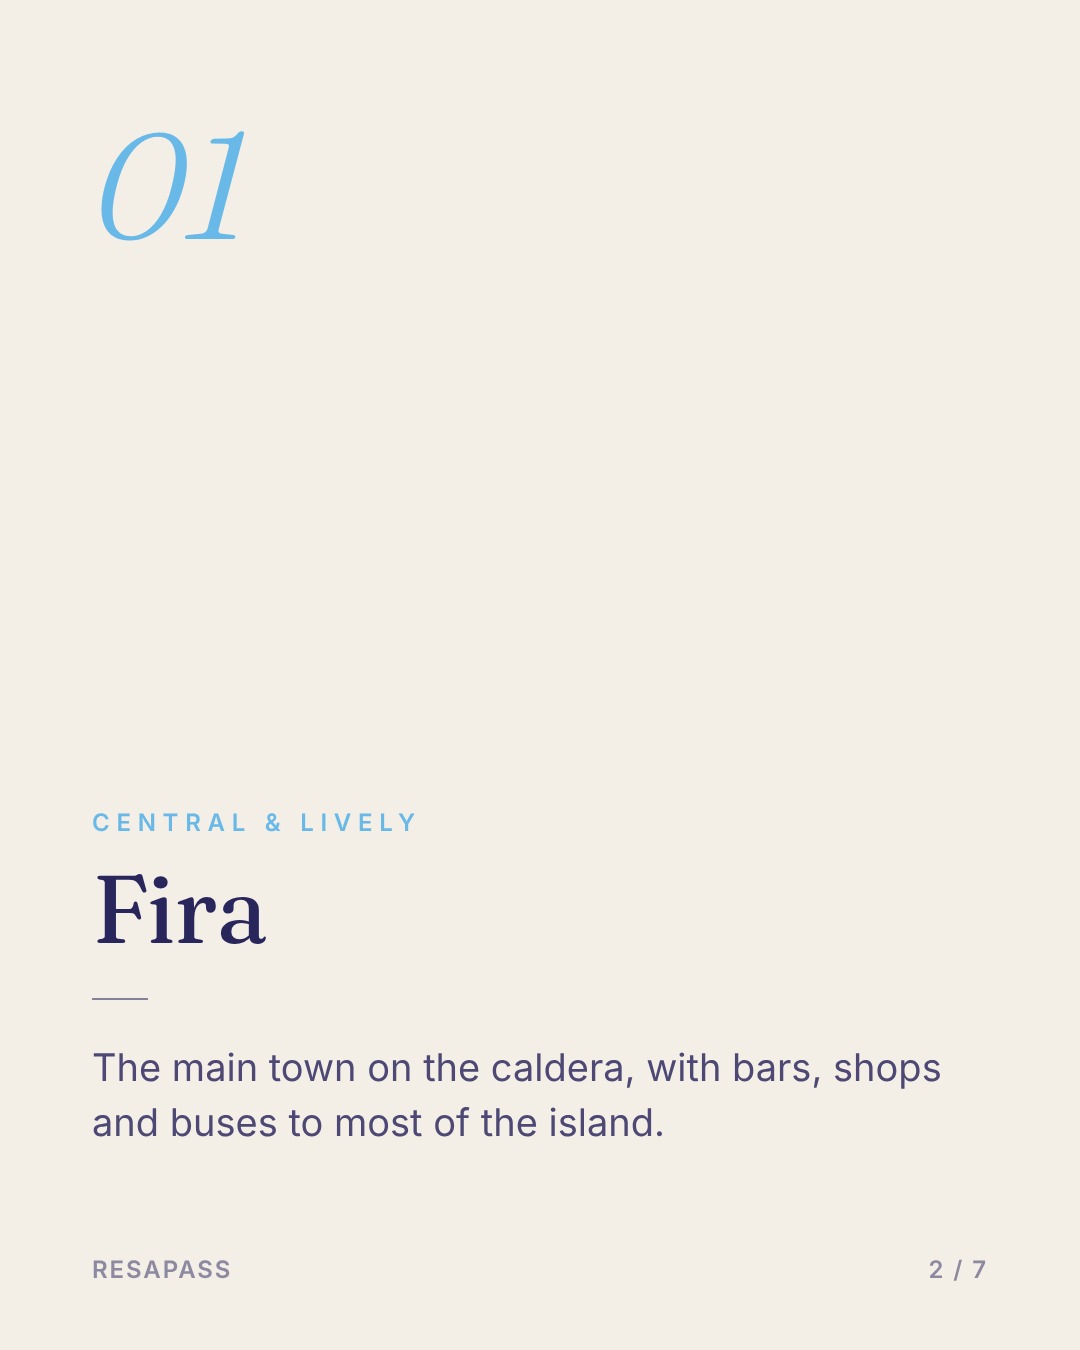 01
CENTRAL & LIVELY
Fira
The main town on the caldera, with bars, shops
and buses to most of the island.
RESAPASS
2 / 7